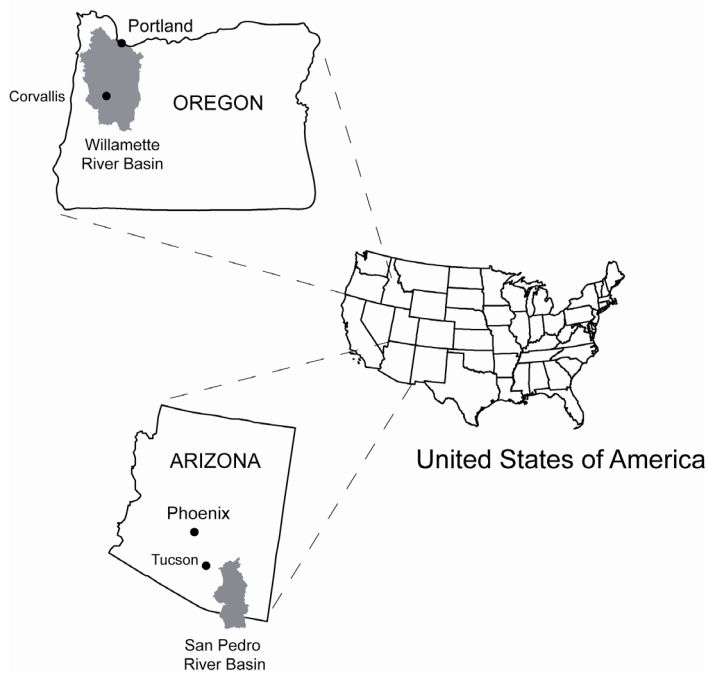 Portland
Corvallis
OREGON
Willamette
River Basin
United States of America
ARIZONA
Phoenix
Tucson
San Pedro
River Basin